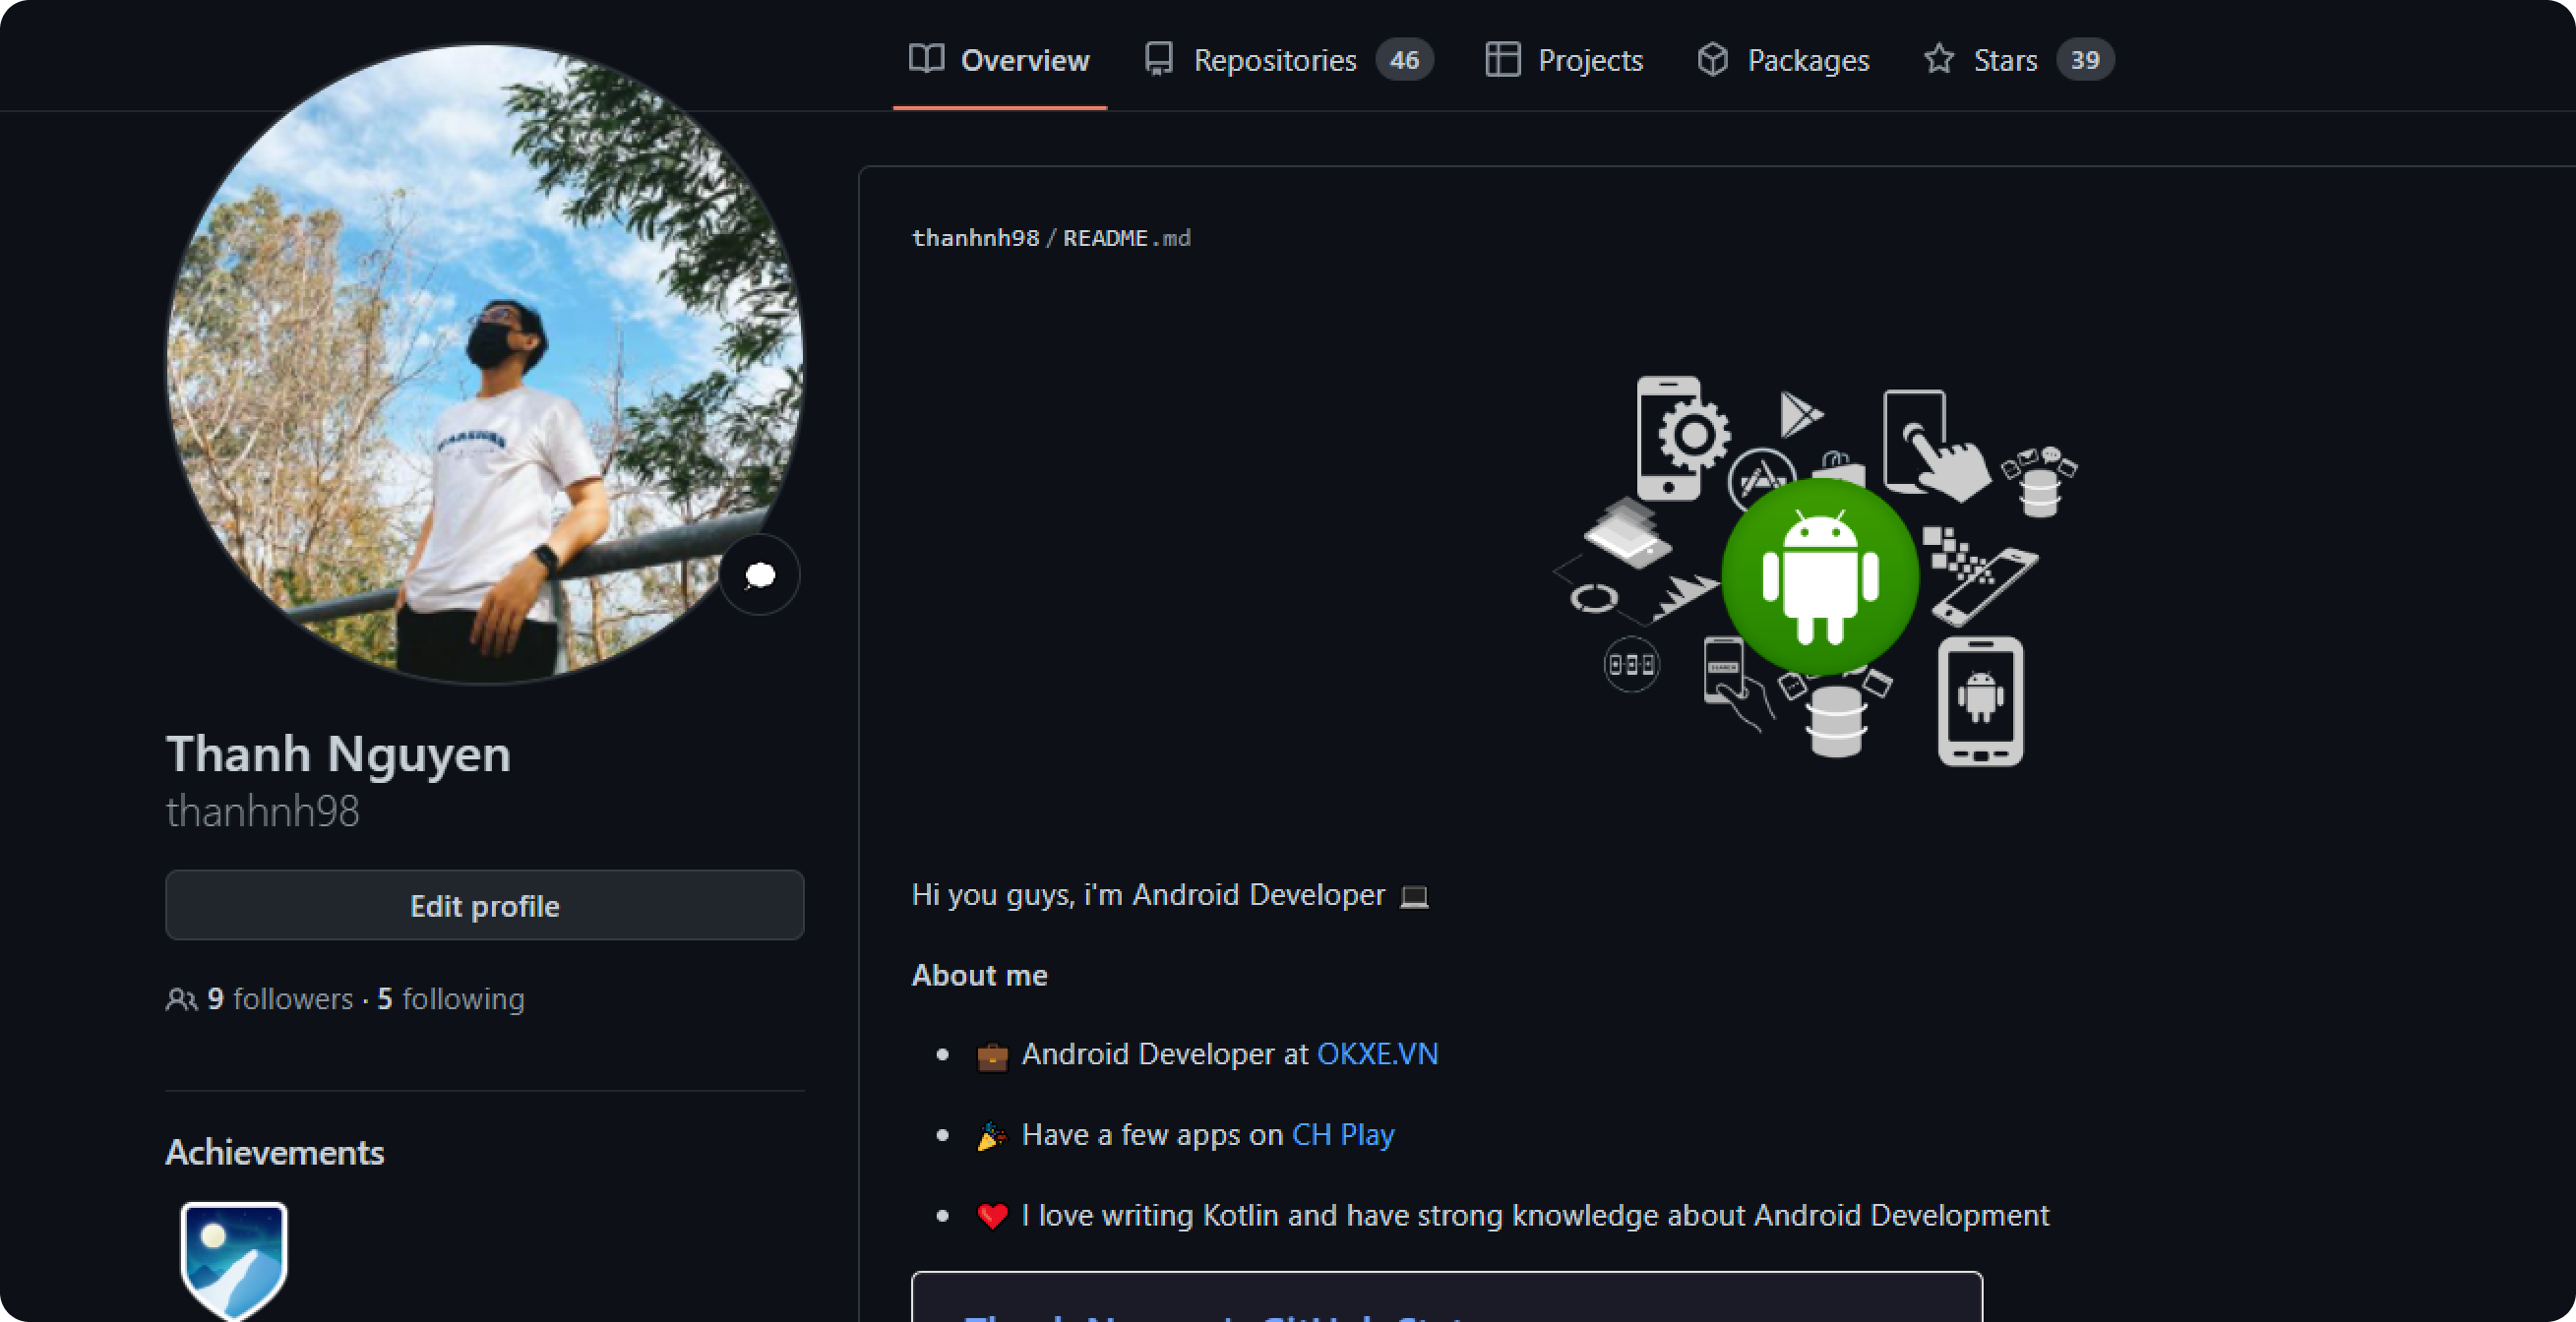 Overview Repositories 46 Projects Packages Stars 39
thanhnh98 / README.md
Thanh Nguyen
thanhnh98
Edit profile
9 followers · 5 following
Achievements
Hi you guys, i'm Android Developer 💻
About me
• 💼 Android Developer at OKXE.VN
• 🎉 Have a few apps on CH Play
• ❤️ I love writing Kotlin and have strong knowledge about Android Development